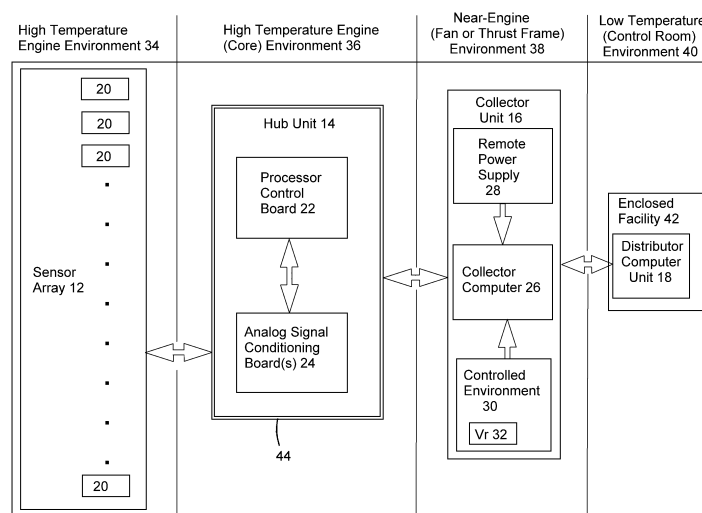 High Temperature
Engine Environment 34
High Temperature Engine
(Core) Environment 36
Near-Engine
(Fan or Thrust Frame)
Environment 38
Low Temperature
(Control Room)
Environment 40
20
20
20
Sensor
Array 12
20
Hub Unit 14
Processor
Control
Board 22
Analog Signal
Conditioning
Board(s) 24
44
Collector
Unit 16
Remote
Power
Supply
28
Collector
Computer 26
Controlled
Environment
30
Vr 32
Enclosed
Facility 42
Distributor
Computer
Unit 18